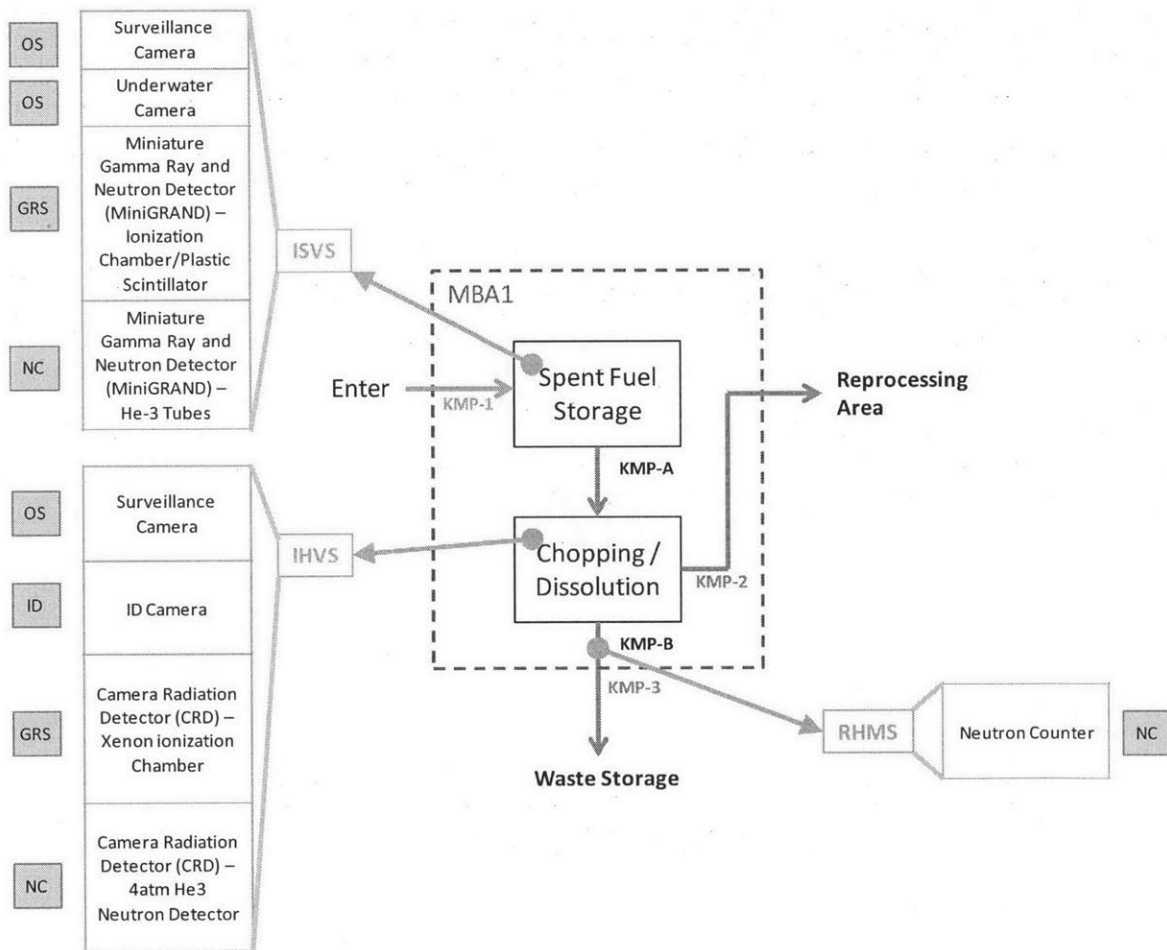 OS
Surveillance
Camera
OS
Underwater
Camera
GRS
Miniature
Gamma Ray and
Neutron Detector
(MiniGRAND) –
Ionization
Chamber/Plastic
Scintillator
NC
Miniature
Gamma Ray and
Neutron Detector
(MiniGRAND) –
He-3 Tubes
ISVS
OS
Surveillance
Camera
ID
ID Camera
GRS
Camera Radiation
Detector (CRD) –
Xenon ionization
Chamber
NC
Camera Radiation
Detector (CRD) –
4atm He3
Neutron Detector
IHVS
MBA1
Enter
KMP-1
Spent Fuel
Storage
KMP-A
Chopping /
Dissolution
KMP-2
Reprocessing
Area
KMP-B
KMP-3
Waste Storage
RHMS
Neutron Counter
NC